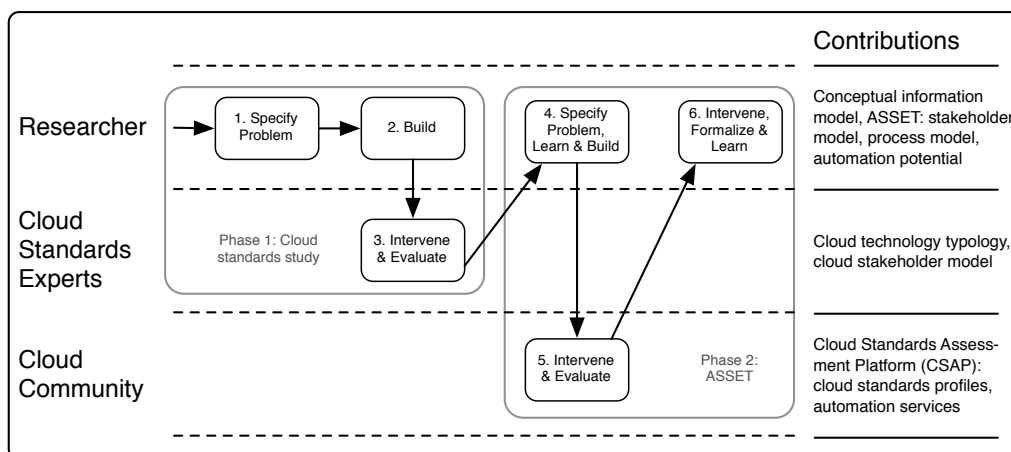 Contributions
Researcher
1. Specify
Problem
2. Build
4. Specify
Problem,
Learn & Build
6. Intervene,
Formalize &
Learn
Conceptual information
model, ASSET: stakeholder
model, process model,
automation potential
Cloud
Standards
Experts
Phase 1: Cloud
standards study
3. Intervene
& Evaluate
Cloud technology typology,
cloud stakeholder model
Cloud
Community
5. Intervene
& Evaluate
Phase 2:
ASSET
Cloud Standards Assess-
ment Platform (CSAP):
cloud standards profiles,
automation services